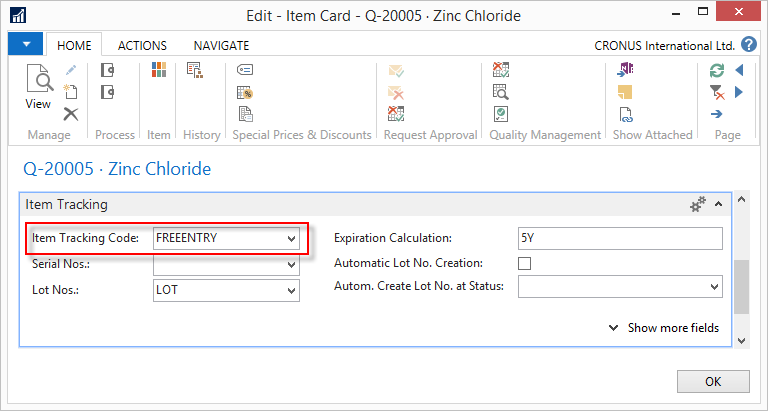 Edit - Item Card - Q-20005 · Zinc Chloride
HOME ACTIONS NAVIGATE CRONUS International Ltd.
View
Manage Process Item History Special Prices & Discounts Request Approval Quality Management Show Attached Page
Q-20005 · Zinc Chloride
Item Tracking
Item Tracking Code: FREEENTRY Expiration Calculation: 5Y
Serial Nos.: Automatic Lot No. Creation:
Lot Nos.: LOT Autom. Create Lot No. at Status:
Show more fields
OK